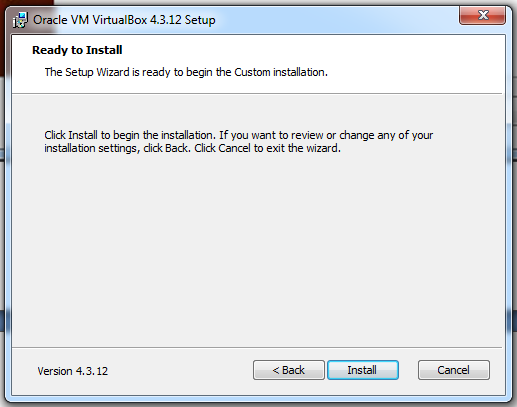 Oracle VM VirtualBox 4.3.12 Setup
Ready to Install
The Setup Wizard is ready to begin the Custom installation.
Click Install to begin the installation. If you want to review or change any of your
installation settings, click Back. Click Cancel to exit the wizard.
Version 4.3.12
< Back
Install
Cancel